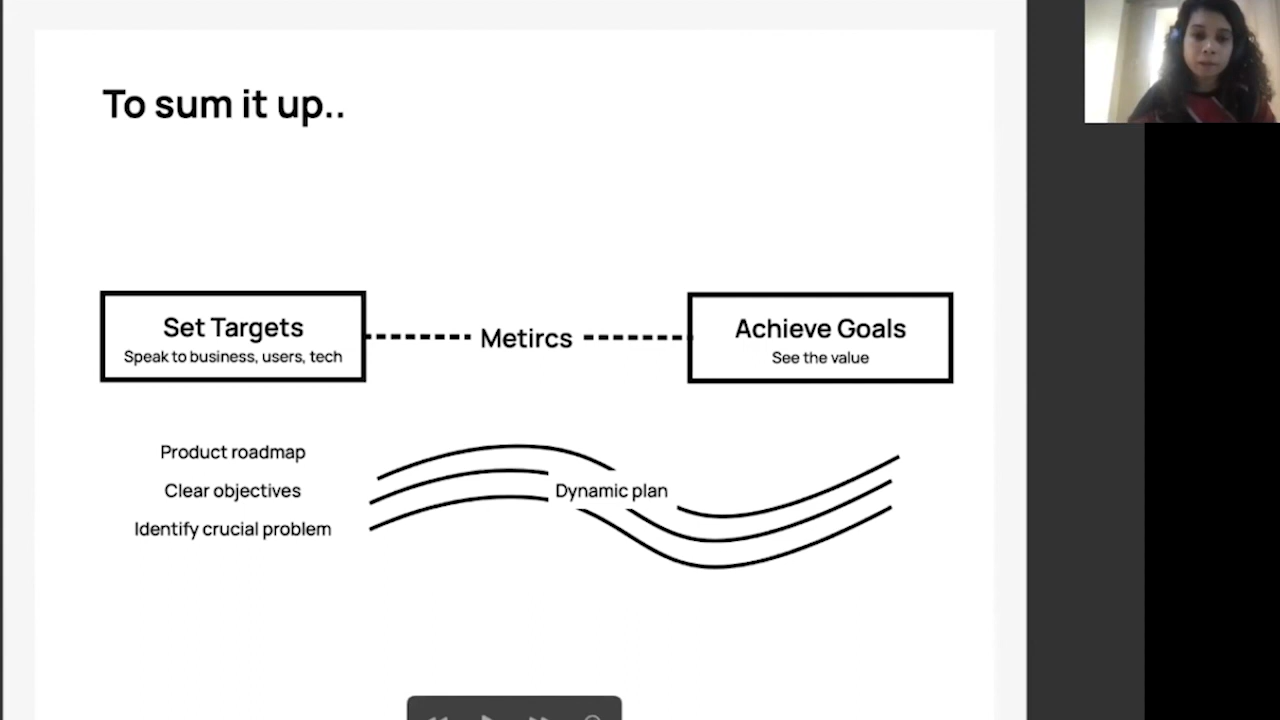 To sum it up..
Set Targets
Speak to business, users, tech
Metircs
Achieve Goals
See the value
Product roadmap
Clear objectives
Identify crucial problem
Dynamic plan